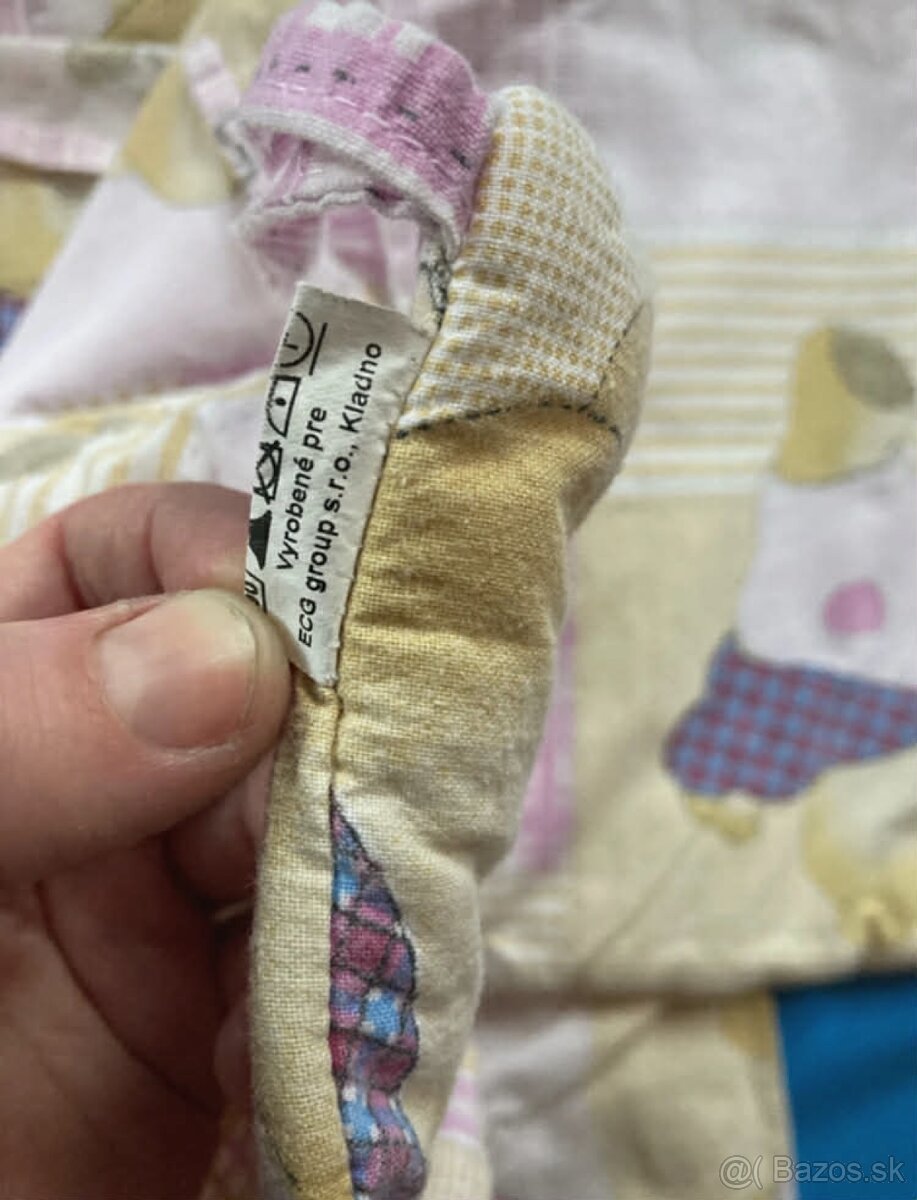 Vyrobené pre
ECG group s.r.o., Kladno
@( Bazos.sk